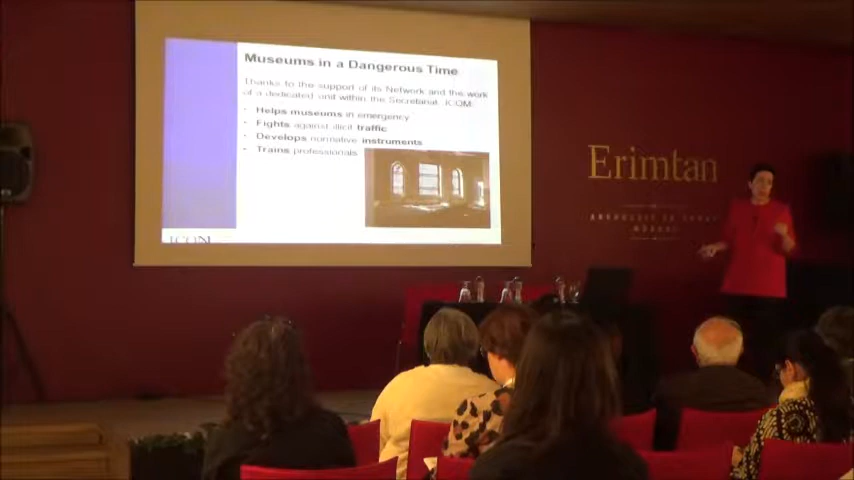 Museums in a Dangerous Time
Thanks to the support of its Network and the work
of a dedicated unit within the Secretariat, ICOM:
• Helps museums in emergency
• Fights against illicit traffic
• Develops normative instruments
• Trains professionals
ICOM
Erimtan